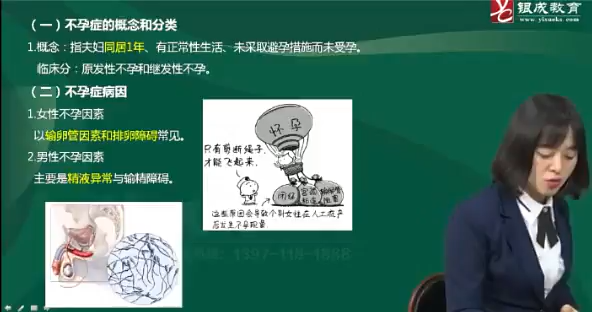 银成教育
www.yixueks.com
(一)不孕症的概念和分类
1.概念:指夫妇同居1年、有正常性生活、未采取避孕措施而未受孕。
临床分:原发性不孕和继发性不孕。
(二)不孕症病因
1.女性不孕因素
以输卵管因素和排卵障碍常见。
2.男性不孕因素
主要是精液异常与输精障碍。
怀孕
只有剪断绳子,
才能飞起来.
这些原因会导致个别女性在人工流产
后发生不孕现象